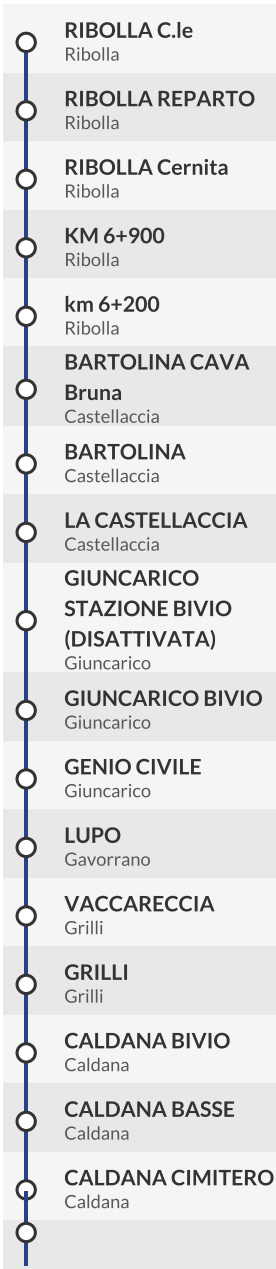 RIBOLLA C.le
Ribolla
RIBOLLA REPARTO
Ribolla
RIBOLLA Cernita
Ribolla
KM 6+900
Ribolla
km 6+200
Ribolla
BARTOLINA CAVA
Bruna
Castellaccia
BARTOLINA
Castellaccia
LA CASTELLACCIA
Castellaccia
GIUNCARICO
STAZIONE BIVIO
(DISATTIVATA)
Giuncarico
GIUNCARICO BIVIO
Giuncarico
GENIO CIVILE
Giuncarico
LUPO
Gavorrano
VACCARECCIA
Grilli
GRILLI
Grilli
CALDANA BIVIO
Caldana
CALDANA BASSE
Caldana
CALDANA CIMITERO
Caldana